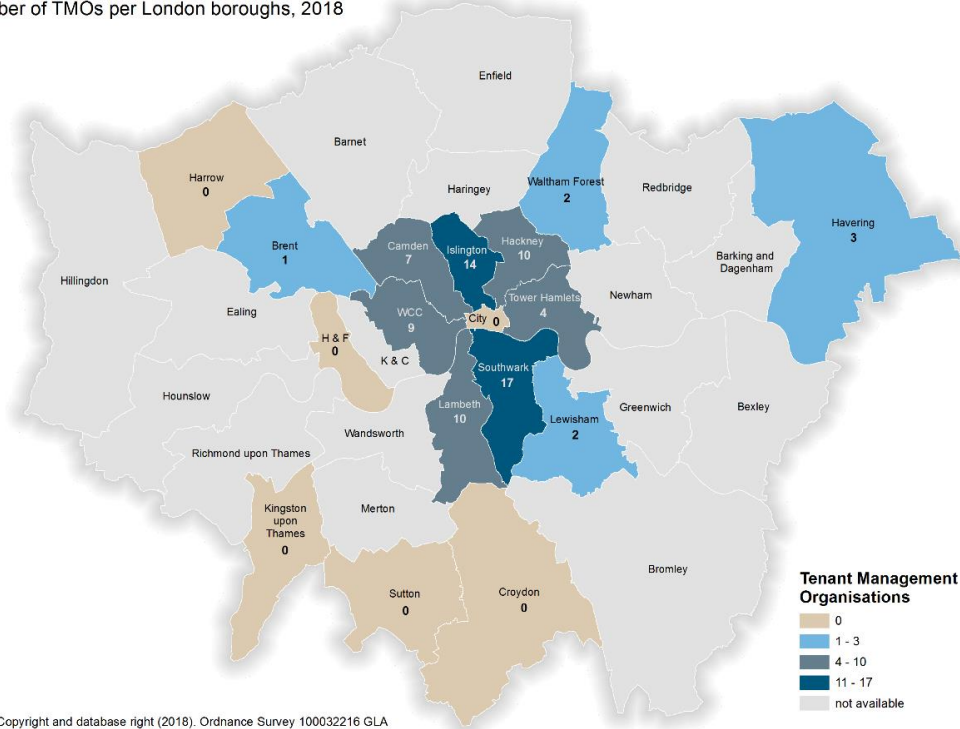 ber of TMOs per London boroughs, 2018
Enfield
Barnet
Harrow
0
Haringey
Waltham Forest
2
Redbridge
Havering
3
Brent
1
Camden
7
Islington
14
Hackney
10
Barking and
Dagenham
Hillingdon
Ealing
WCC
9
City 0
Tower Hamlets
4
Newham
H & F
0
K & C
Southwark
17
Hounslow
Lambeth
10
Lewisham
2
Greenwich
Bexley
Wandsworth
Richmond upon Thames
Kingston
upon
Thames
0
Merton
Sutton
0
Croydon
0
Bromley
Tenant Management
Organisations
0
1 - 3
4 - 10
11 - 17
not available
Copyright and database right (2018). Ordnance Survey 100032216 GLA